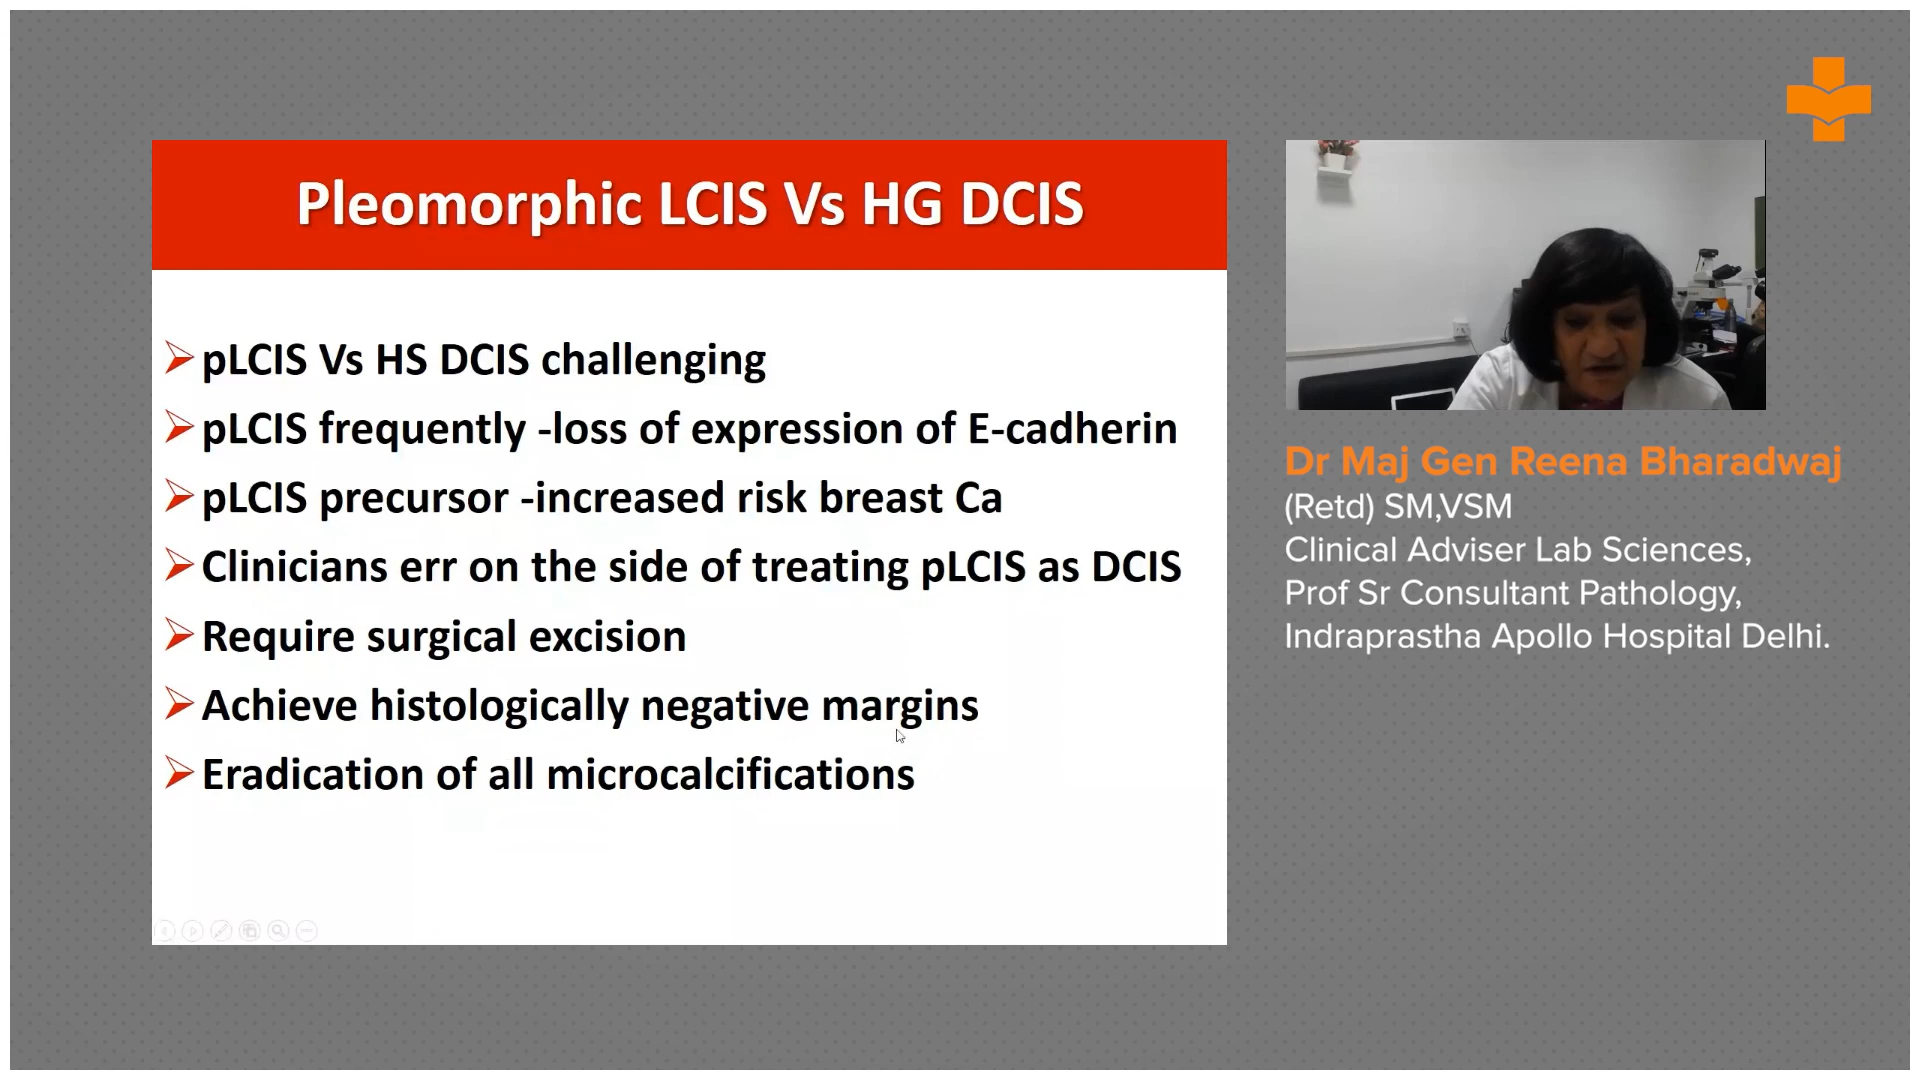 Pleomorphic LCIS Vs HG DCIS
pLCIS Vs HS DCIS challenging
pLCIS frequently -loss of expression of E-cadherin
pLCIS precursor -increased risk breast Ca
Clinicians err on the side of treating pLCIS as DCIS
Require surgical excision
Achieve histologically negative margins
Eradication of all microcalcifications
Dr Maj Gen Reena Bharadwaj
(Retd) SM,VSM
Clinical Adviser Lab Sciences,
Prof Sr Consultant Pathology,
Indraprastha Apollo Hospital Delhi.